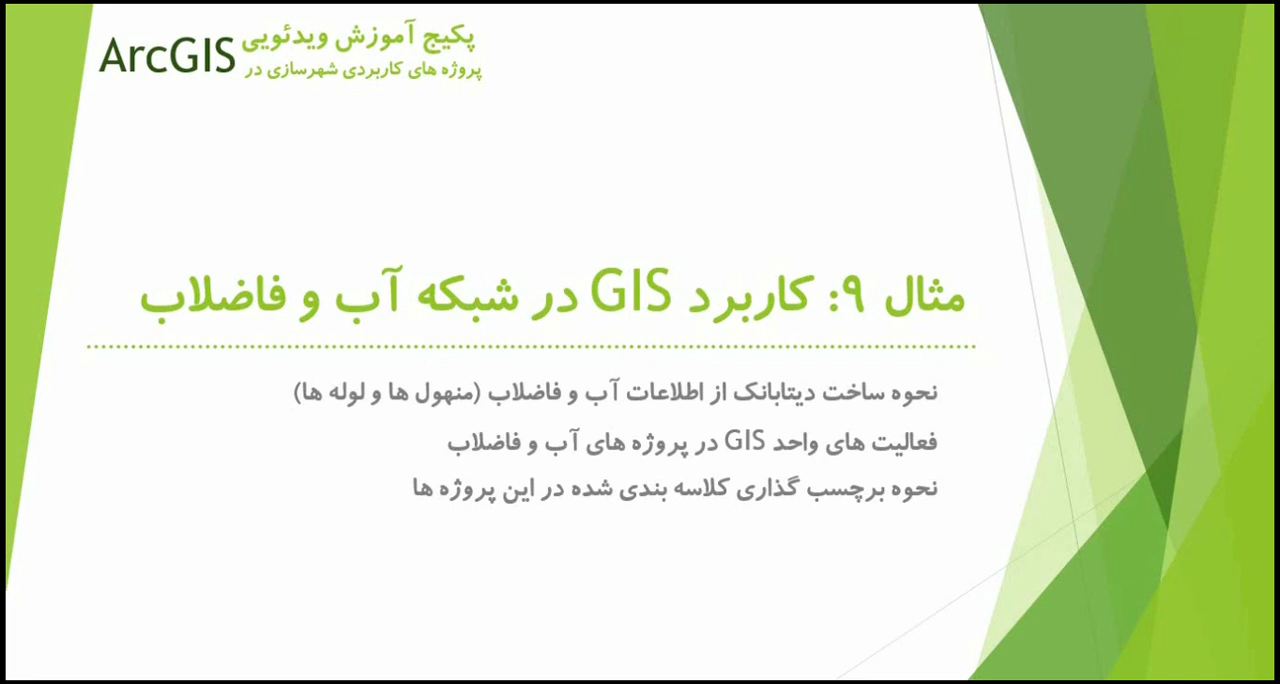 پکیج آموزش ویدئویی
پروژه های کاربردی شهرسازی در ArcGIS
مثال ۹: کاربرد GIS در شبکه آب و فاضلاب
نحوه ساخت دیتابانک از اطلاعات آب و فاضلاب (منهول ها و لوله ها)
فعالیت های واحد GIS در پروژه های آب و فاضلاب
نحوه برچسب گذاری کلاسه بندی شده در این پروژه ها